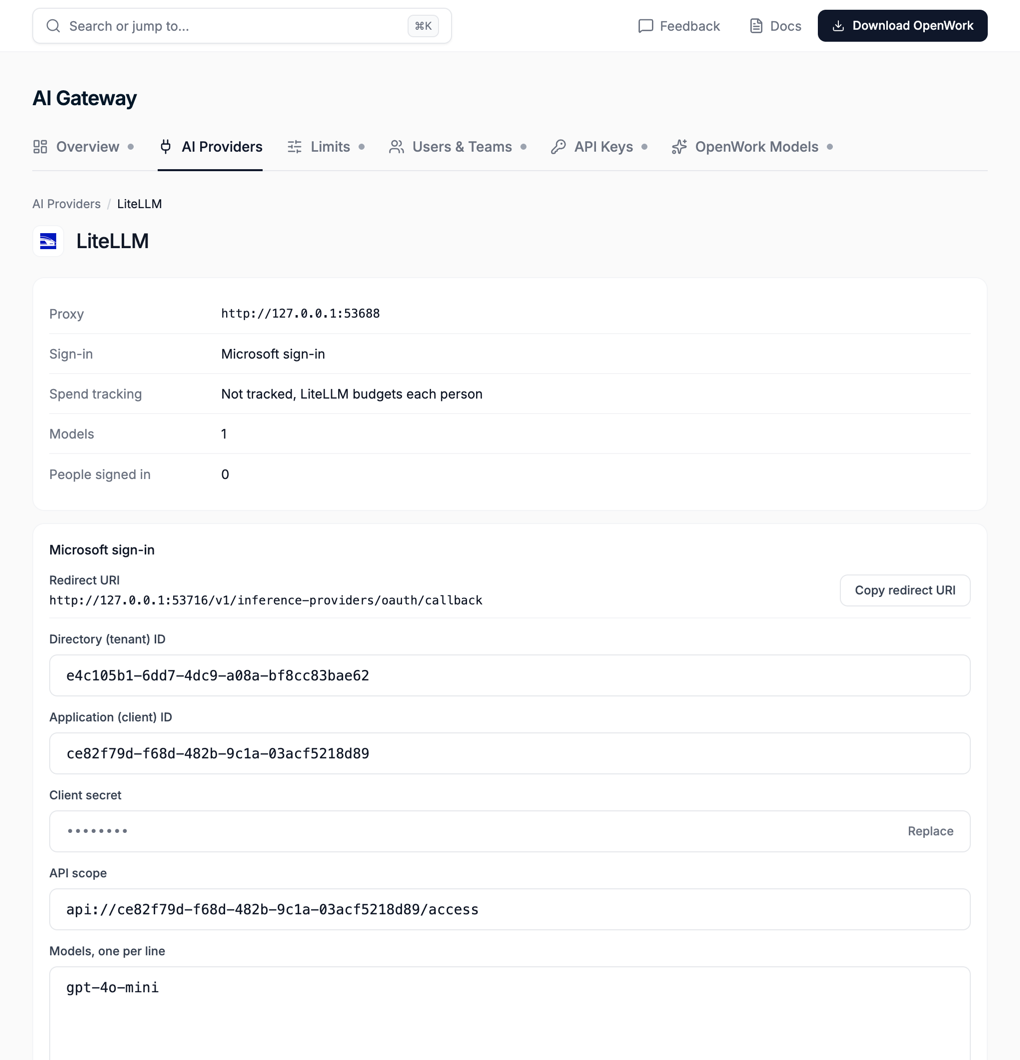 Search or jump to...
⌘K
Feedback
Docs
Download OpenWork
AI Gateway
Overview
AI Providers
Limits
Users & Teams
API Keys
OpenWork Models
AI Providers / LiteLLM
LiteLLM
Proxy
http://127.0.0.1:53688
Sign-in
Microsoft sign-in
Spend tracking
Not tracked, LiteLLM budgets each person
Models
1
People signed in
0
Microsoft sign-in
Redirect URI
http://127.0.0.1:53716/v1/inference-providers/oauth/callback
Copy redirect URI
Directory (tenant) ID
e4c105b1-6dd7-4dc9-a08a-bf8cc83bae62
Application (client) ID
ce82f79d-f68d-482b-9c1a-03acf5218d89
Client secret
••••••••
Replace
API scope
api://ce82f79d-f68d-482b-9c1a-03acf5218d89/access
Models, one per line
gpt-4o-mini